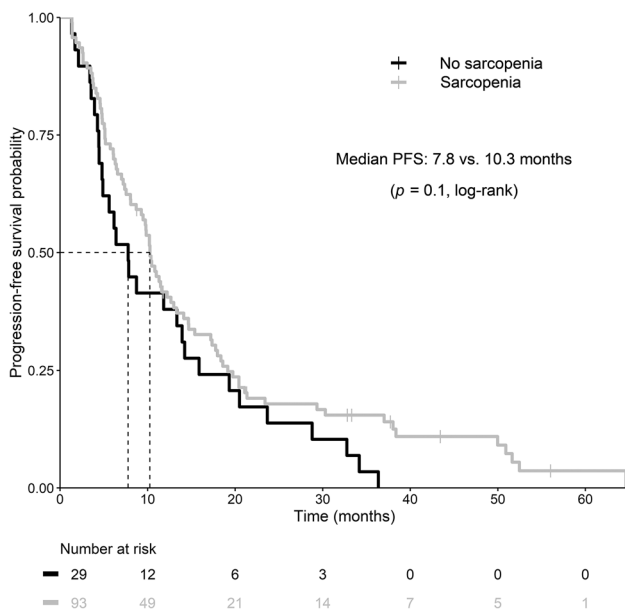 1.00
0.75
0.50
0.25
0.00
Progression-free survival probability
No sarcopenia
Sarcopenia
Median PFS: 7.8 vs. 10.3 months
(p = 0.1, log-rank)
0 10 20 30 40 50 60
Time (months)
Number at risk
29 12 6 3 0 0 0
93 49 21 14 7 5 1